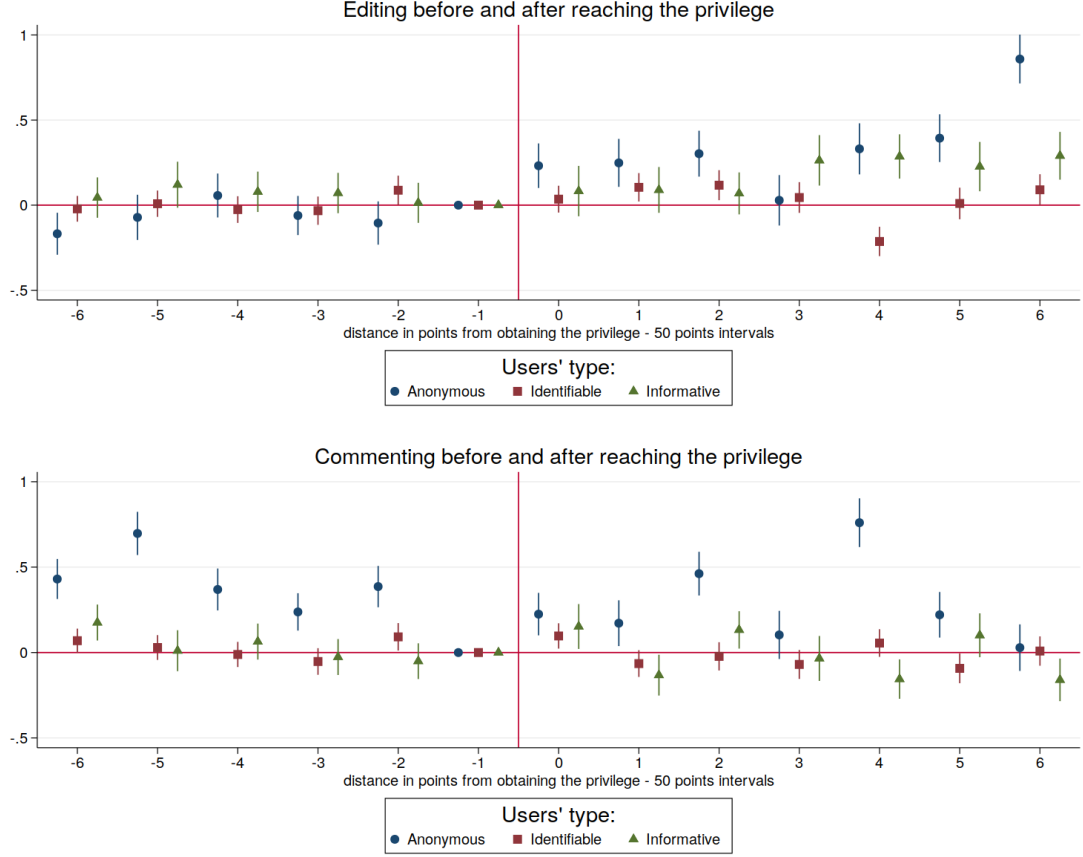 Editing before and after reaching the privilege
1
.5
0
-.5
-6 -5 -4 -3 -2 -1 0 1 2 3 4 5 6
distance in points from obtaining the privilege - 50 points intervals
Users' type:
Anonymous Identifiable Informative
Commenting before and after reaching the privilege
1
.5
0
-.5
-6 -5 -4 -3 -2 -1 0 1 2 3 4 5 6
distance in points from obtaining the privilege - 50 points intervals
Users' type:
Anonymous Identifiable Informative